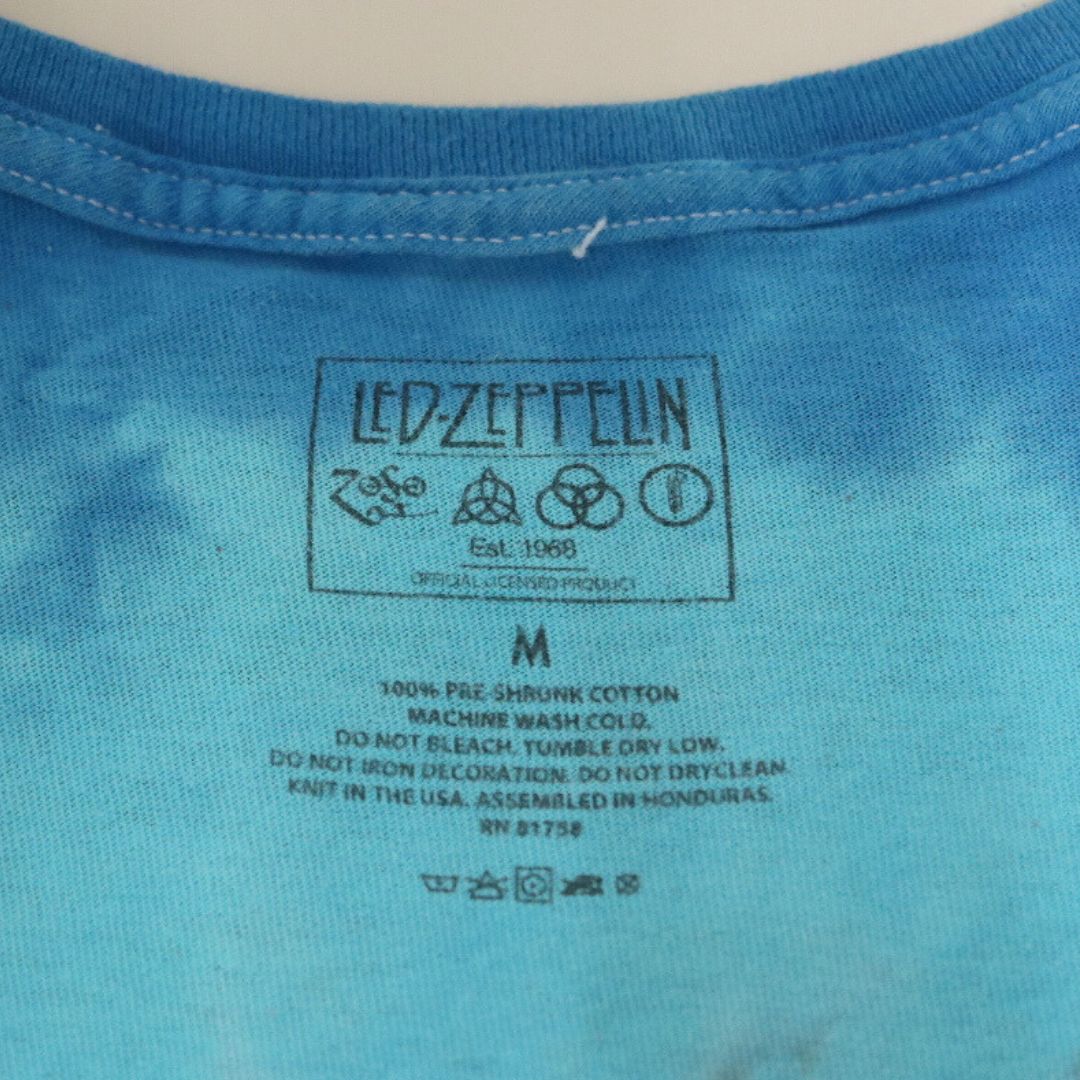 LED-ZEPPELIN
ZoSo
Est. 1968
OFFICIAL LICENSED PRODUCT
M
100% PRE-SHRUNK COTTON
MACHINE WASH COLD.
DO NOT BLEACH. TUMBLE DRY LOW.
DO NOT IRON DECORATION. DO NOT DRYCLEAN.
KNIT IN THE USA. ASSEMBLED IN HONDURAS.
RN 81758